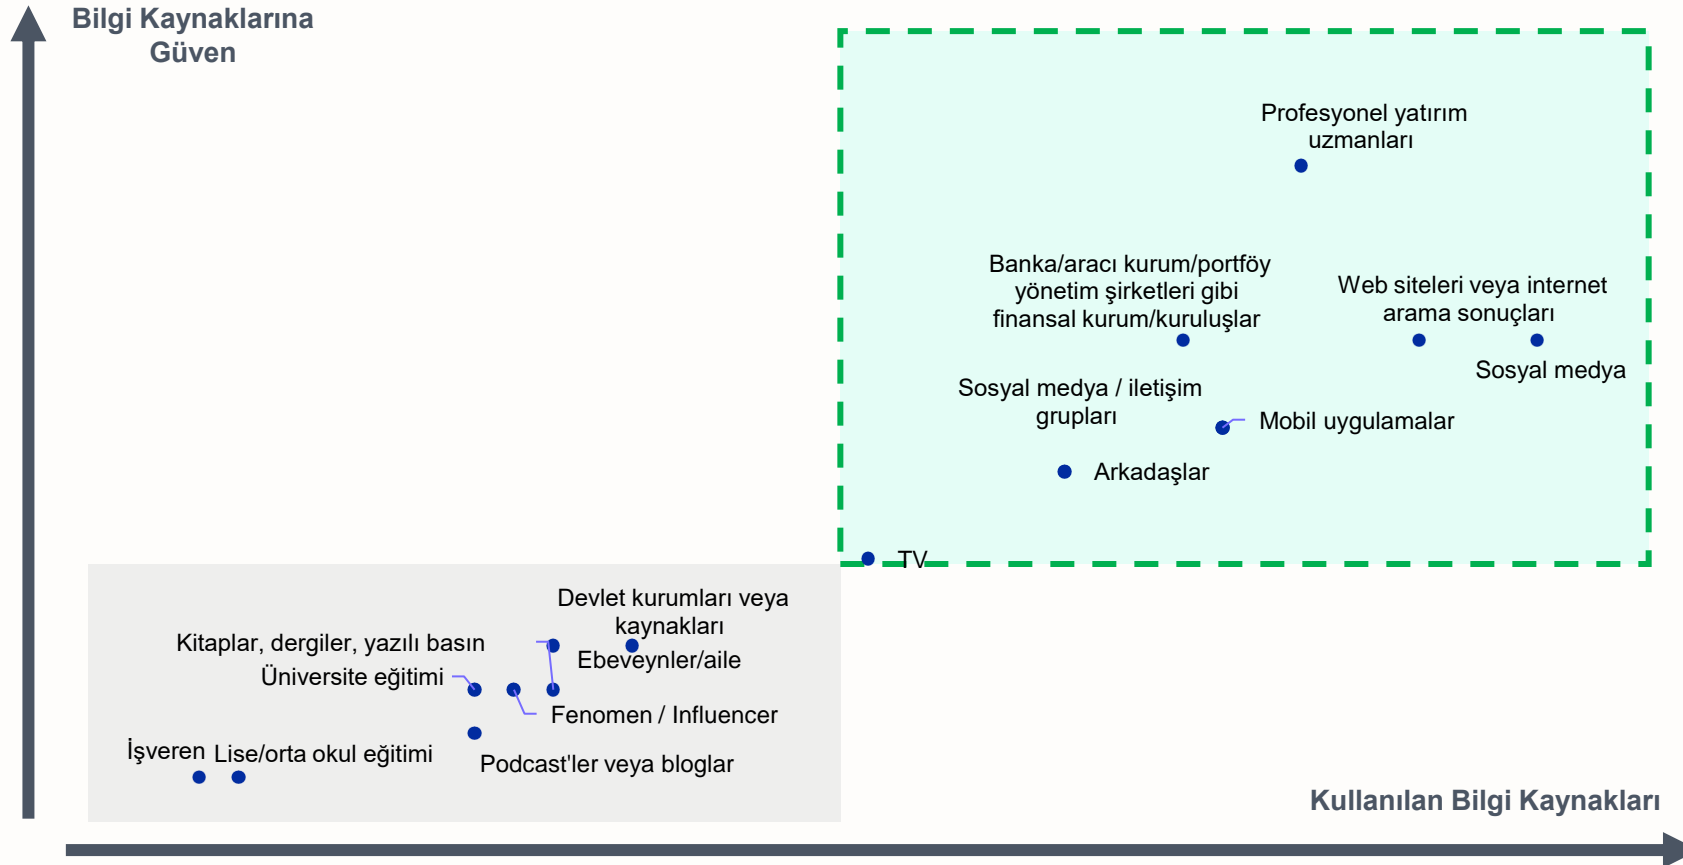 Bilgi Kaynaklarına
Güven
Profesyonel yatırım
uzmanları
Banka/aracı kurum/portföy
yönetim şirketleri gibi
finansal kurum/kuruluşlar
Web siteleri veya internet
arama sonuçları
Sosyal medya
Sosyal medya / iletişim
grupları
Mobil uygulamalar
Arkadaşlar
TV
Devlet kurumları veya
kaynakları
Kitaplar, dergiler, yazılı basın
Ebeveynler/aile
Üniversite eğitimi
Fenomen / Influencer
İşveren
Lise/orta okul eğitimi
Podcast'ler veya bloglar
Kullanılan Bilgi Kaynakları